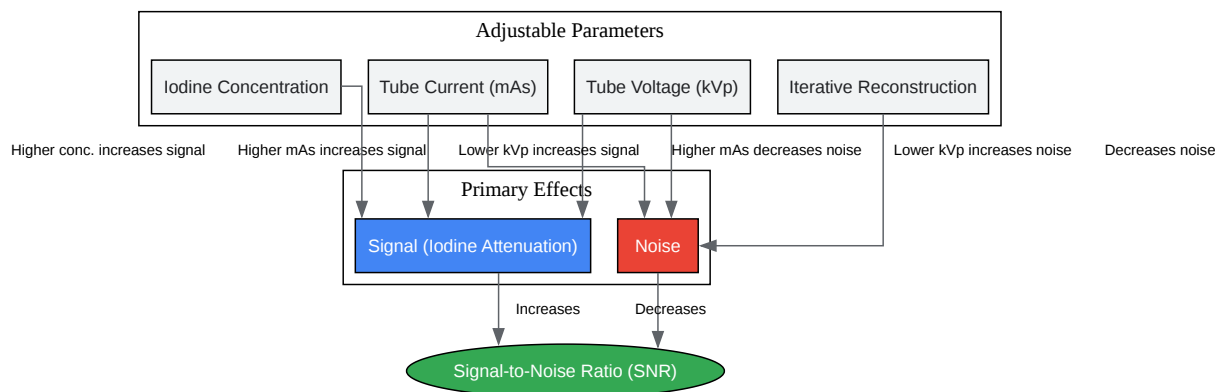 Adjustable Parameters
Iodine Concentration
Tube Current (mAs)
Tube Voltage (kVp)
Iterative Reconstruction
Higher conc. increases signal
Higher mAs increases signal
Lower kVp increases signal
Higher mAs decreases noise
Lower kVp increases noise
Decreases noise
Primary Effects
Signal (Iodine Attenuation)
Noise
Increases
Decreases
Signal-to-Noise Ratio (SNR)